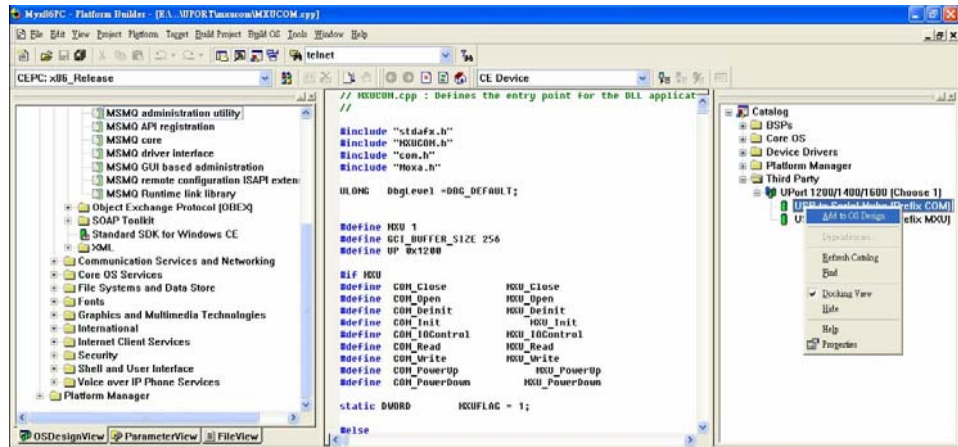 Myx86PC - Platform Builder - [E:\...\UPORT\mxucom\MXUCOM.cpp]
File Edit View Project Platform Target Build Project Build OS Tools Window Help
telnet
CEPC: x86_Release
CE Device
MSMQ administration utility
MSMQ API registration
MSMQ core
MSMQ driver interface
MSMQ GUI based administration
MSMQ remote configuration ISAPI exten
MSMQ Runtime link library
Object Exchange Protocol (OBEX)
SOAP Toolkit
Standard SDK for Windows CE
XML
Communication Services and Networking
Core OS Services
File Systems and Data Store
Fonts
Graphics and Multimedia Technologies
International
Internet Client Services
Security
Shell and User Interface
Voice over IP Phone Services
Platform Manager
OSDesignView ParameterView FileView
// MXUCOM.cpp : Defines the entry point for the DLL applicat
//
#include "stdafx.h"
#include "MXUCOM.h"
#include "com.h"
#include "Moxa.h"
ULONG DbgLevel =DBG_DEFAULT;
#define MXU 1
#define GCI_BUFFER_SIZE 256
#define UP 0x1200
#if MXU
#define COM_Close MXU_Close
#define COM_Open MXU_Open
#define COM_Deinit MXU_Deinit
#define COM_Init MXU_Init
#define COM_IOControl MXU_IOControl
#define COM_Read MXU_Read
#define COM_Write MXU_Write
#define COM_PowerUp MXU_PowerUp
#define COM_PowerDown MXU_PowerDown
static DWORD MXUFLAG = 1;
#else
Catalog
BSPs
Core OS
Device Drivers
Platform Manager
Third Party
UPort 1200/1400/1600 (Choose 1)
USB to Serial Hubs (Prefix COM)
efix MXU)
Add to OS Design
Dependencies...
Refresh Catalog
Find
Docking View
Hide
Help
Properties